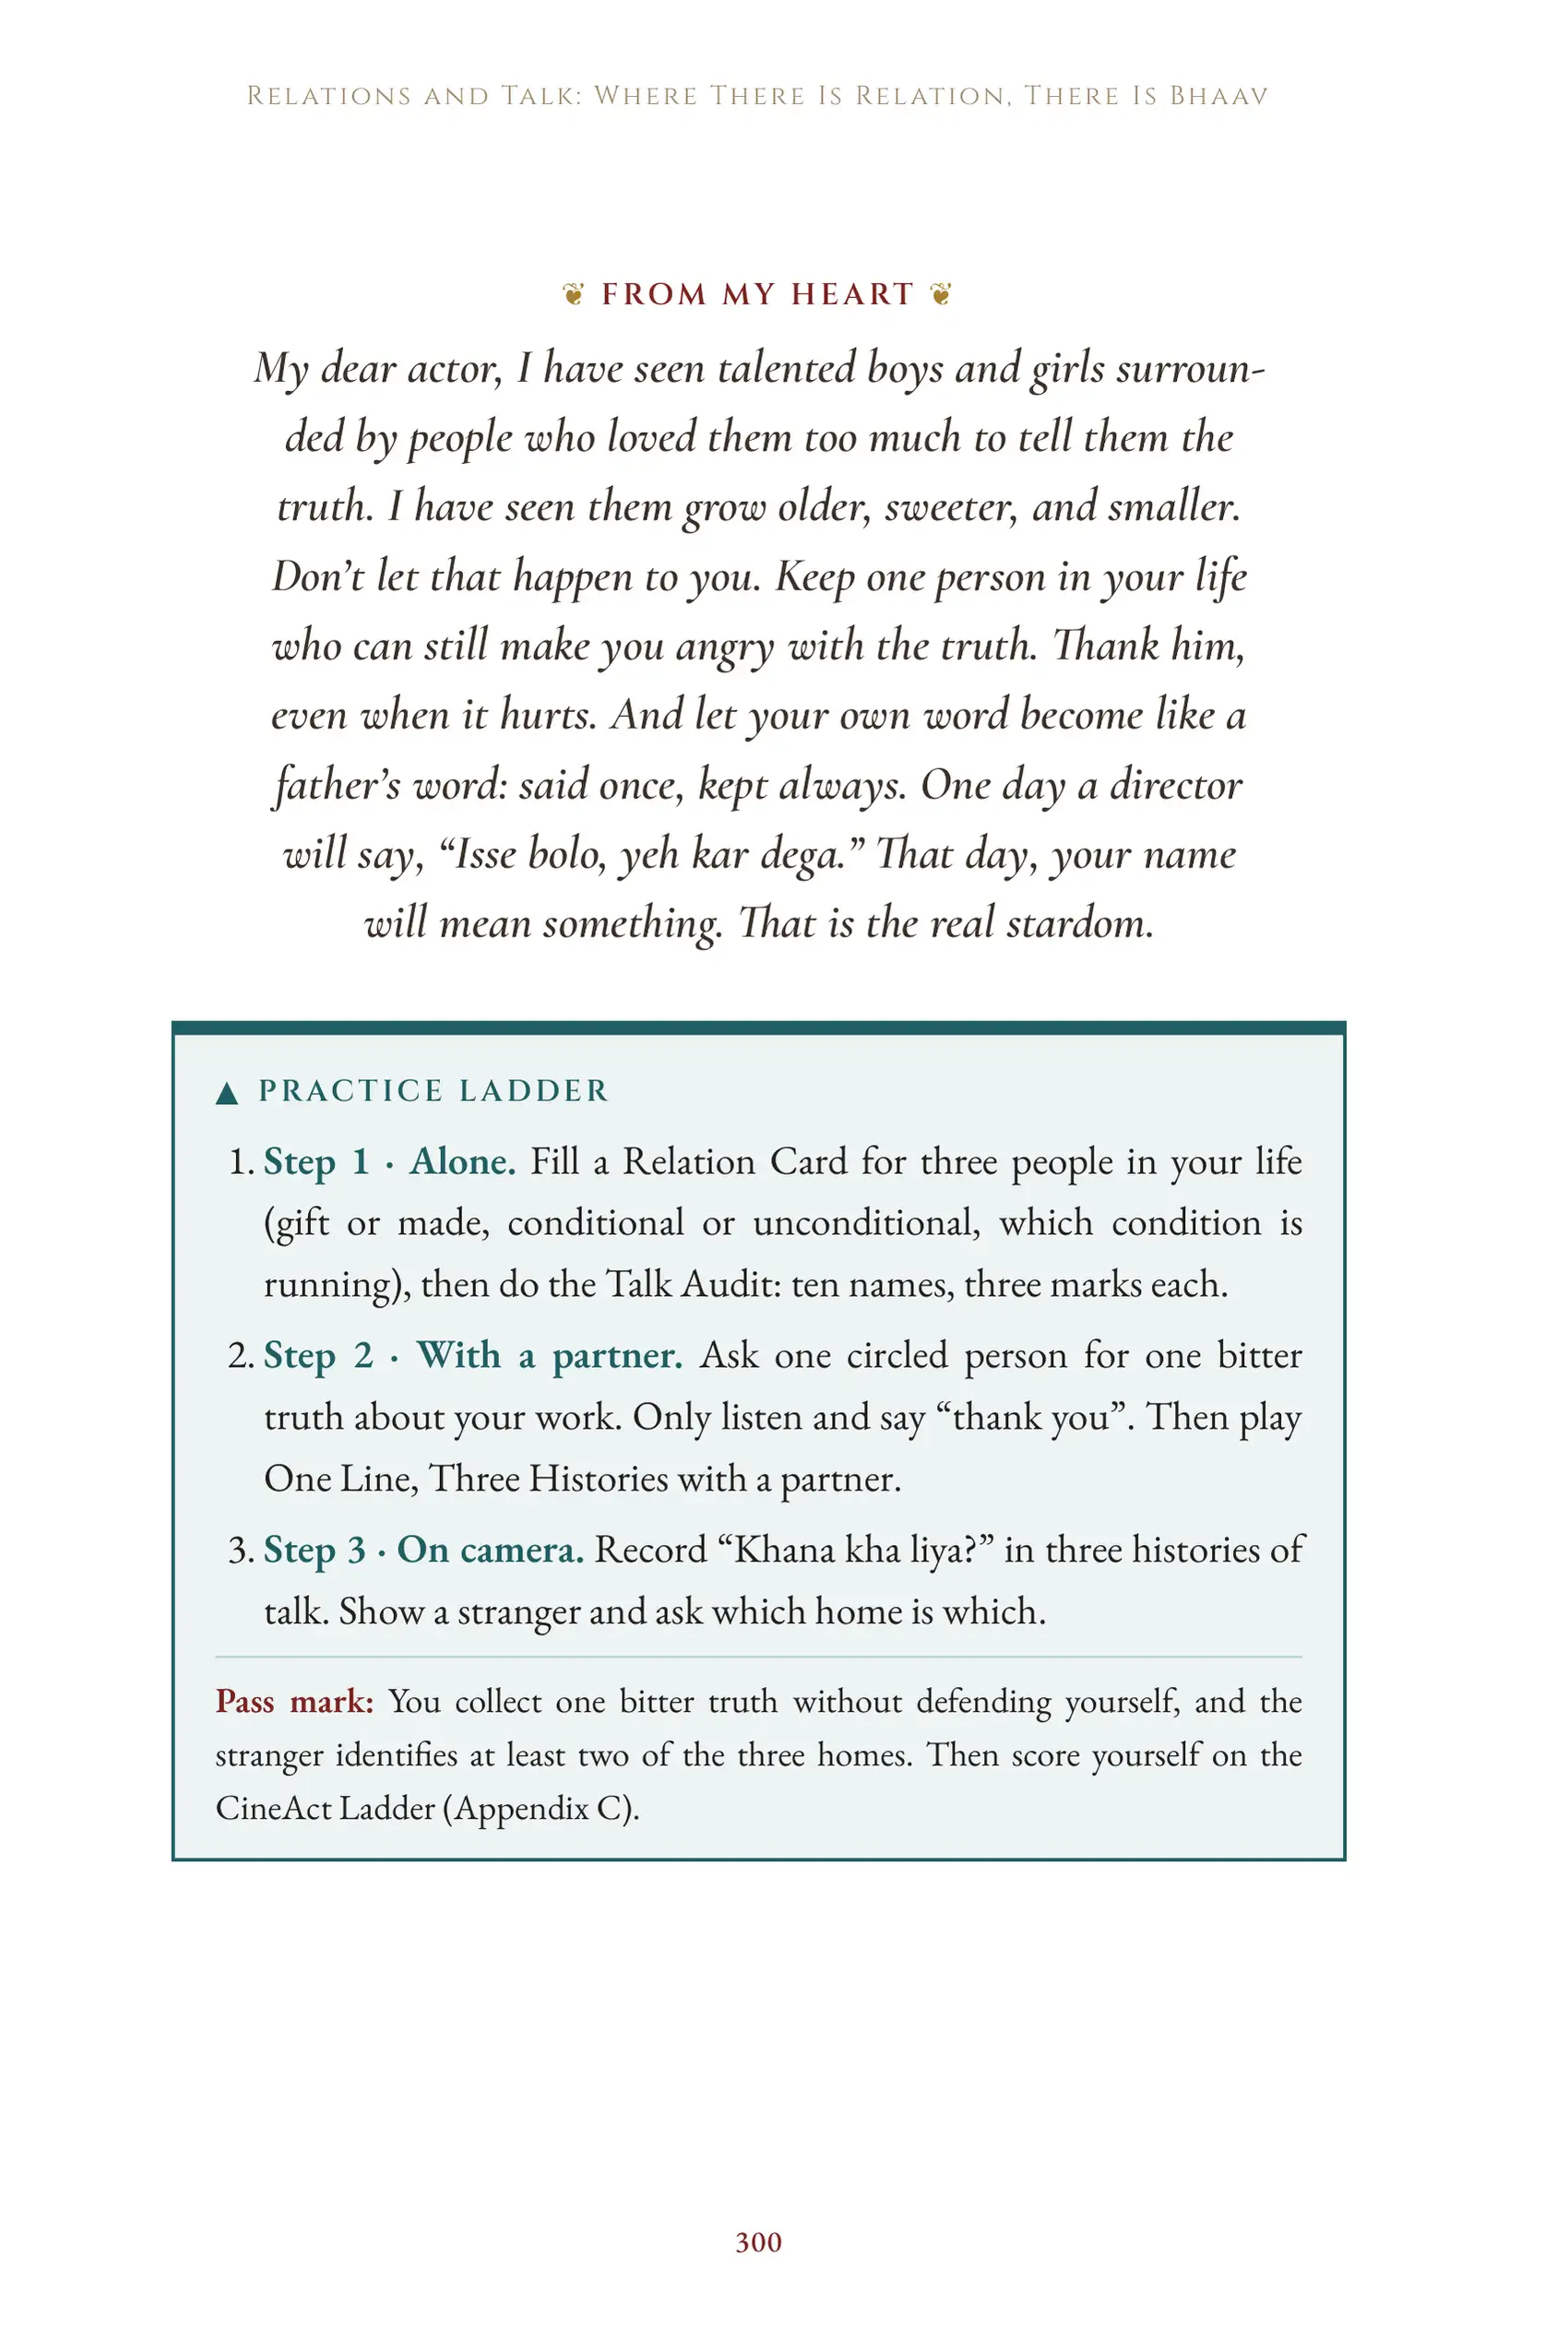 Relations and Talk: Where There Is Relation, There Is Bhaav
❦ FROM MY HEART ❦
My dear actor, I have seen talented boys and girls surroun-
ded by people who loved them too much to tell them the
truth. I have seen them grow older, sweeter, and smaller.
Don’t let that happen to you. Keep one person in your life
who can still make you angry with the truth. Thank him,
even when it hurts. And let your own word become like a
father’s word: said once, kept always. One day a director
will say, “Isse bolo, yeh kar dega.” That day, your name
will mean something. That is the real stardom.
▲ PRACTICE LADDER
1. Step 1 · Alone. Fill a Relation Card for three people in your life
(gift or made, conditional or unconditional, which condition is
running), then do the Talk Audit: ten names, three marks each.
2. Step 2 · With a partner. Ask one circled person for one bitter
truth about your work. Only listen and say “thank you”. Then play
One Line, Three Histories with a partner.
3. Step 3 · On camera. Record “Khana kha liya?” in three histories of
talk. Show a stranger and ask which home is which.
Pass mark: You collect one bitter truth without defending yourself, and the
stranger identifies at least two of the three homes. Then score yourself on the
CineAct Ladder (Appendix C).
300